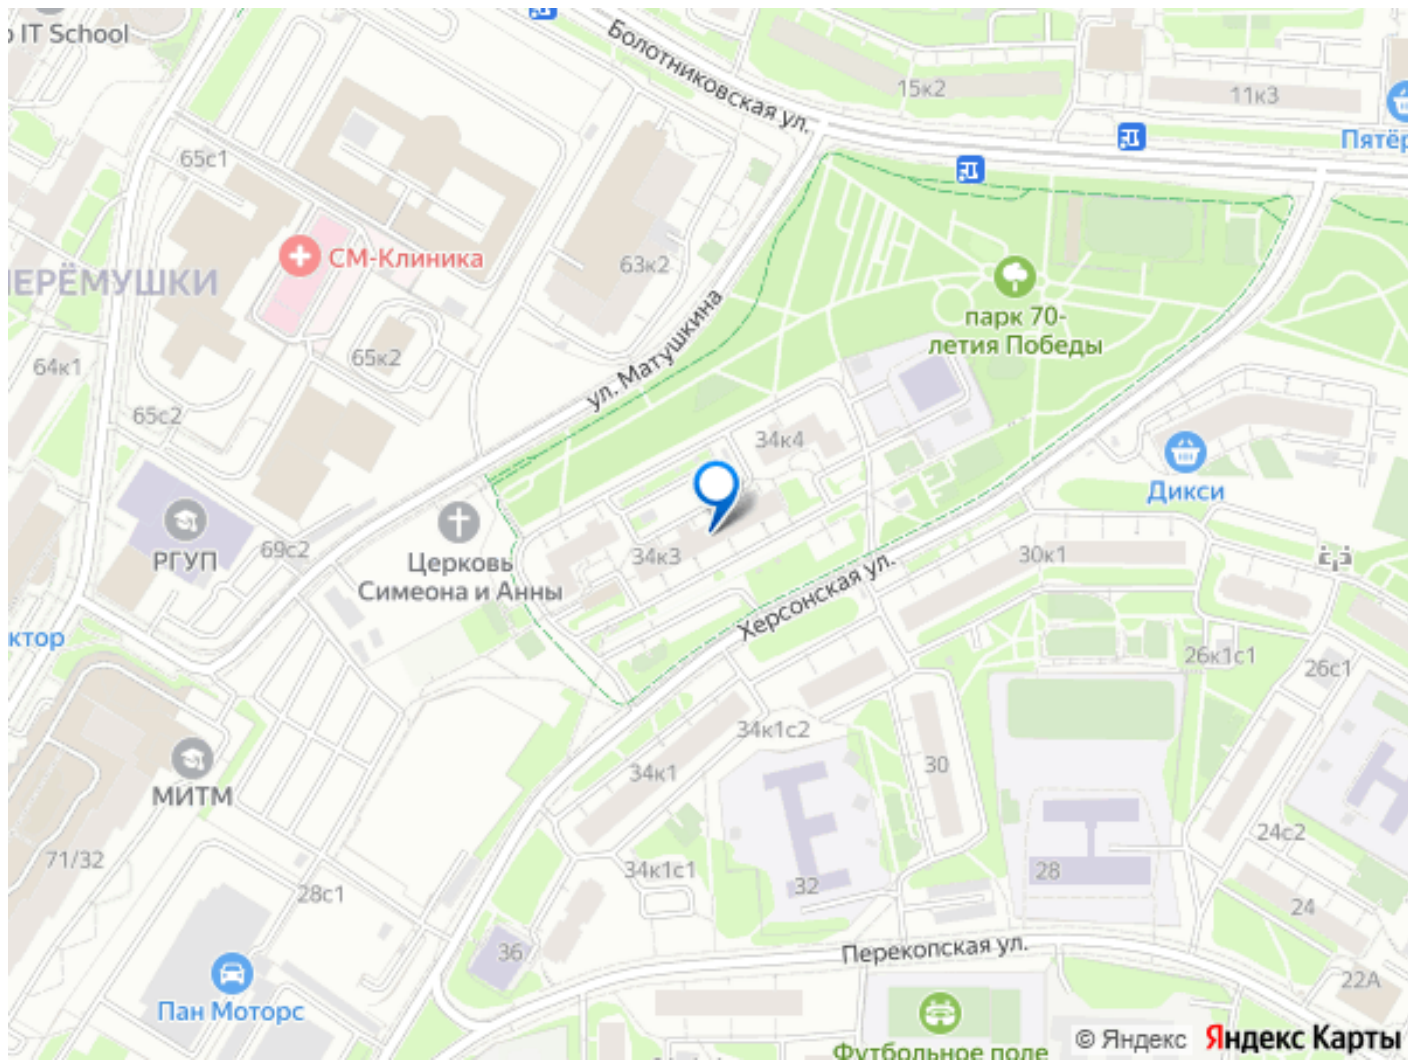 IT School
Болотниковская ул.
15к2
11к3
Пятёр
65с1
СМ-Клиника
63к2
ЕРЁМУШКИ
парк 70-
летия Победы
ул. Матушкина
64к1
65к2
65с2
34к4
Дикси
РГУП
69с2
Церковь
Симеона и Анны
34к3
30к1
Херсонская ул.
ктор
26к1с1
26с1
34к1с2
34к1
30
МИТМ
71/32
28с1
34к1с1
32
28
24с2
24
36
Перекопская ул.
22А
Пан Моторс
Футбольное поле
© Яндекс Яндекс Карты